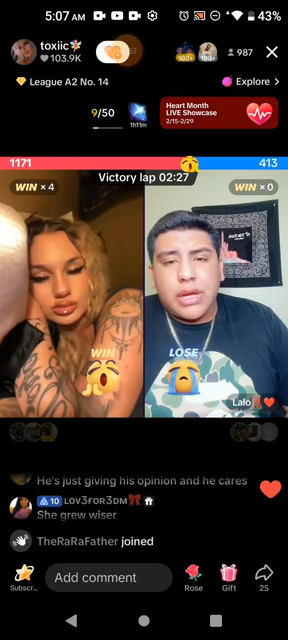 5:07 AM
43%
toxiic
103.9K
987
League A2 No. 14
Explore >
9/50
1h11m
Heart Month
LIVE Showcase
2/15-2/29
1171
413
Victory lap 02:27
WIN × 4
WIN × 0
WIN
LOSE
Lalo
He's just giving his opinion and he cares
10 LOVƷFORƷDM
She grew wiser
TheRaRaFather joined
Subscr...
Add comment
Rose
Gift
25